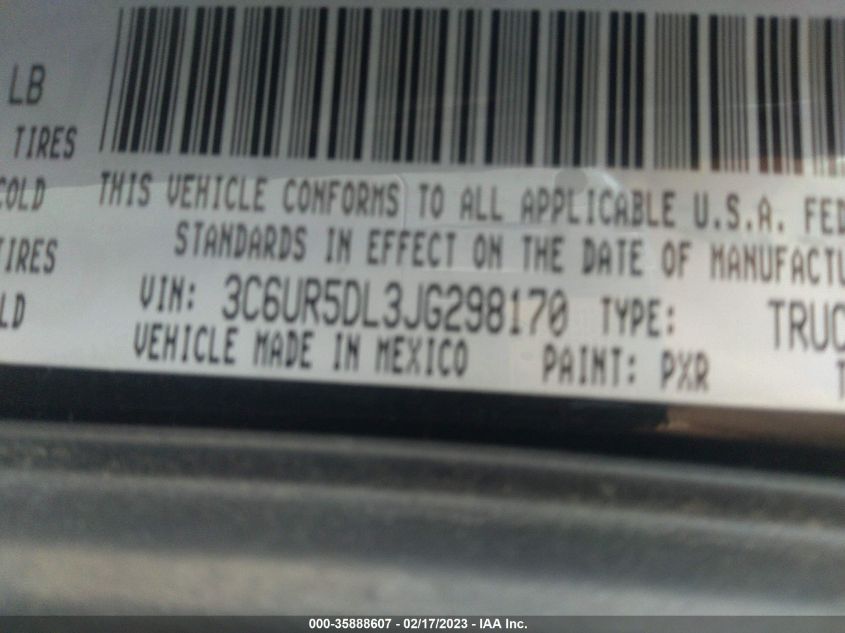 LB
TIRES
COLD
THIS VEHICLE CONFORMS TO ALL APPLICABLE U.S.A. FED
STANDARDS IN EFFECT ON THE DATE OF MANUFACTU
TIRES
VIN: 3C6UR5DL3JG298170 TYPE: TRUC
LD
VEHICLE MADE IN MEXICO PAINT: PXR
000-35888607 - 02/17/2023 - IAA Inc.